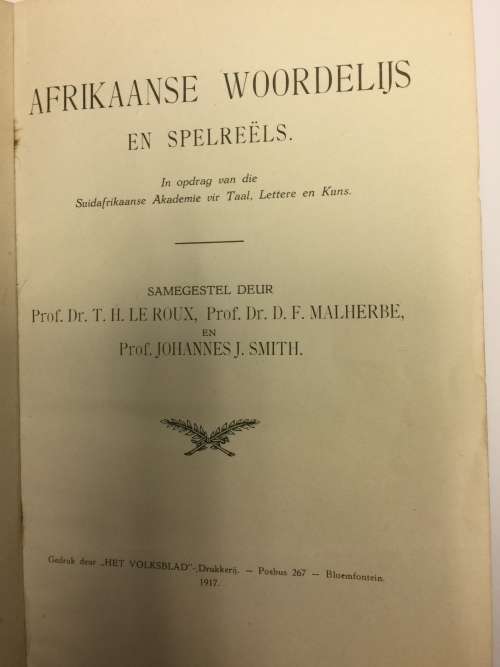 AFRIKAANSE WOORDELIJS
EN SPELREËLS.
In opdrag van die
Suidafrikaanse Akademie vir Taal, Lettere en Kuns.
SAMEGESTEL DEUR
Prof. Dr. T. H. LE ROUX, Prof. Dr. D. F. MALHERBE,
EN
Prof. JOHANNES J. SMITH.
Gedruk deur „HET VOLKSBLAD"-Drukkerij. — Posbus 267 — Bloemfontein.
1917.